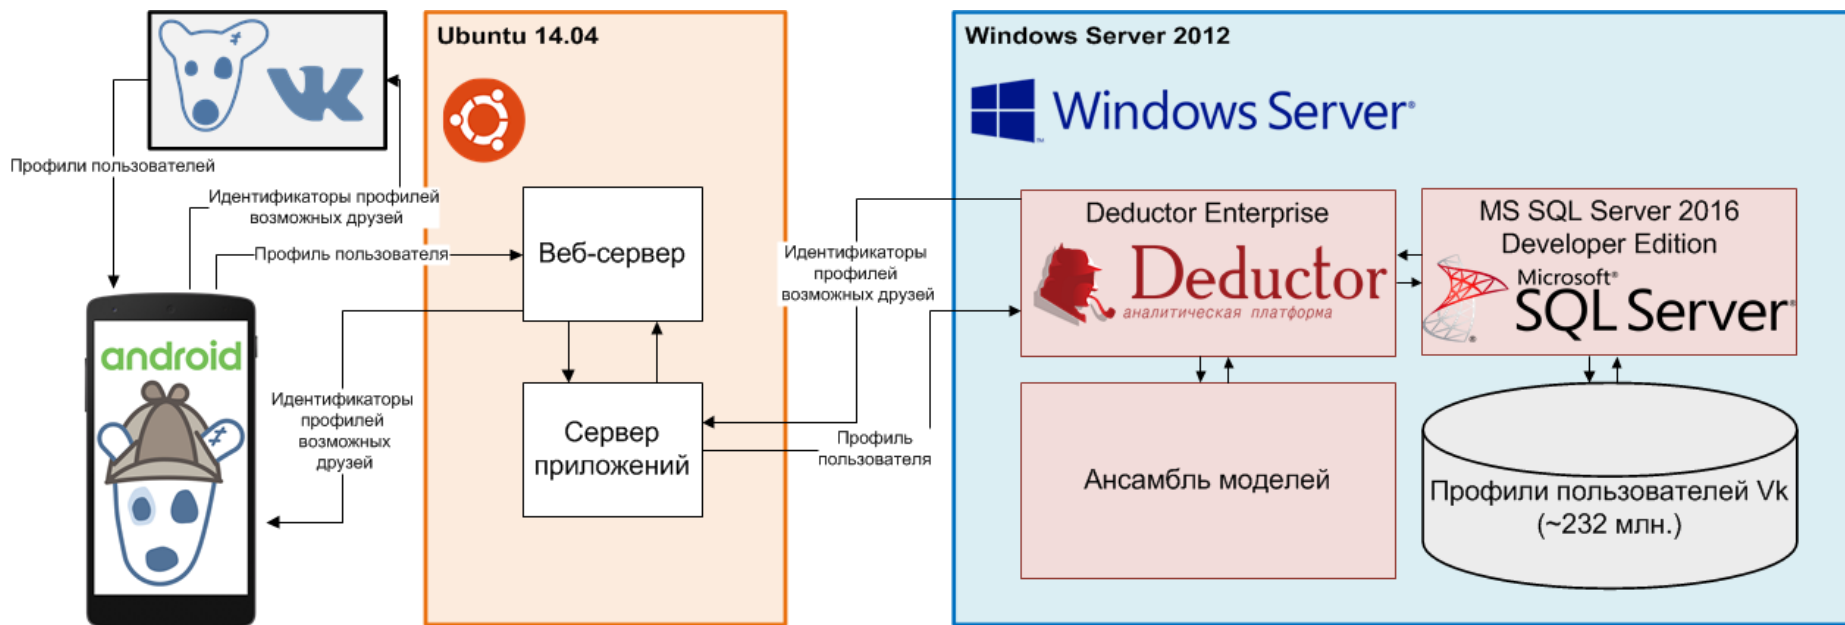 VK
Профили пользователей
Идентификаторы профилей
возможных друзей
Профиль пользователя
android
Идентификаторы
профилей
возможных
друзей
Ubuntu 14.04
Веб-сервер
Сервер
приложений
Идентификаторы
профилей
возможных друзей
Профиль
пользователя
Windows Server 2012
Windows Server®
Deductor Enterprise
Deductor
аналитическая платформа
MS SQL Server 2016
Developer Edition
Microsoft®
SQL Server®
Ансамбль моделей
Профили пользователей Vk
(~232 млн.)